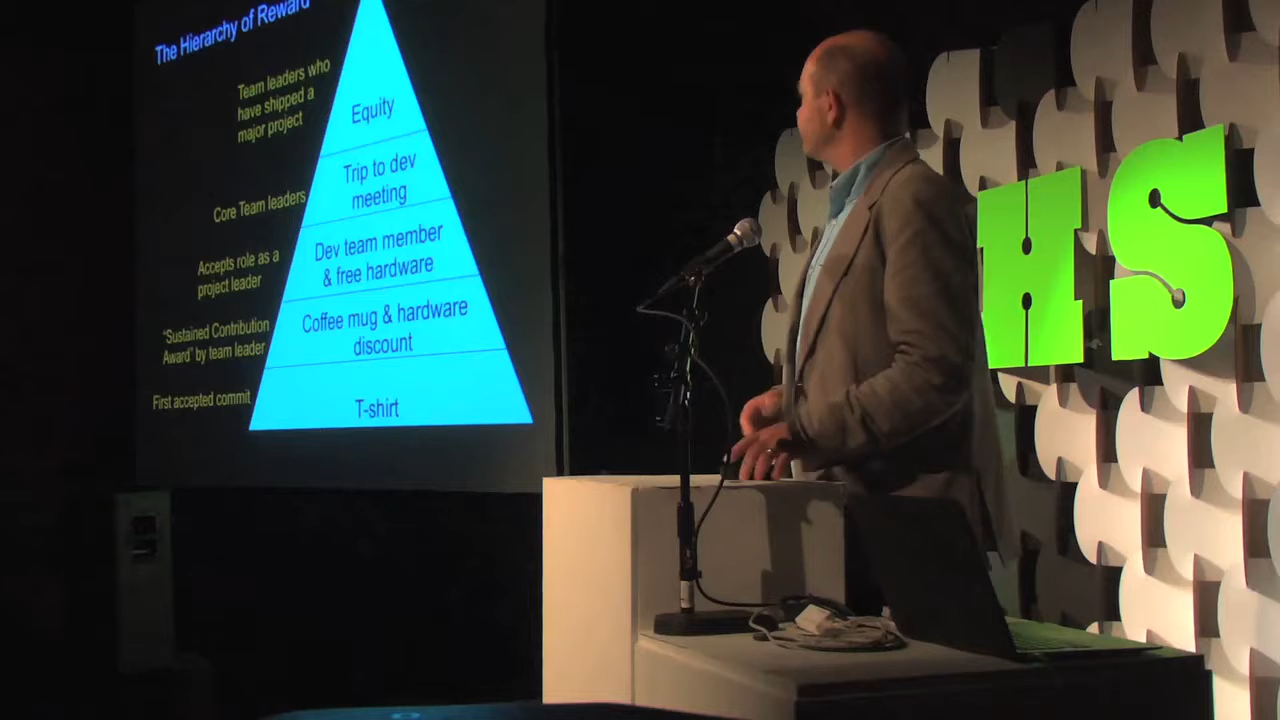 The Hierarchy of Reward
Team leaders who
have shipped a
major project
Equity
Core Team leaders
Trip to dev
meeting
Accepts role as a
project leader
Dev team member
& free hardware
"Sustained Contribution
Award" by team leader
Coffee mug & hardware
discount
First accepted commit
T-shirt
HS